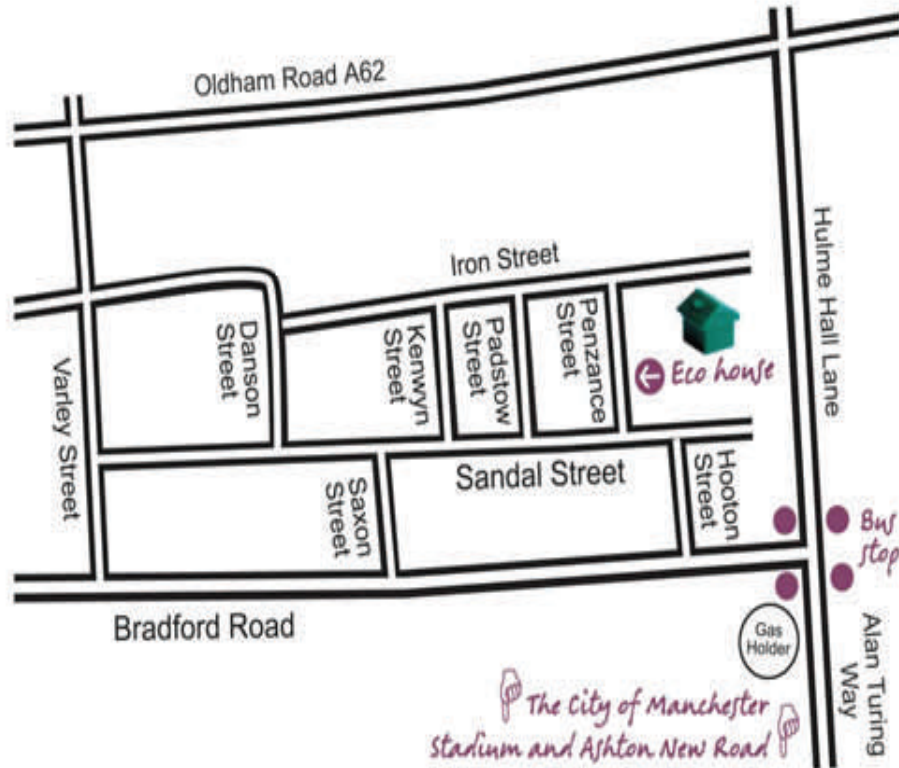 Oldham Road A62
Iron Street
Hulme Hall Lane
Danson
Street
Kenwyn
Street
Padstow
Street
Penzance
Street
Eco house
Varley Street
Saxon
Street
Sandal Street
Hooton
Street
Bus
stop
Bradford Road
Gas
Holder
Alan Turing
Way
The City of Manchester
Stadium and Ashton New Road